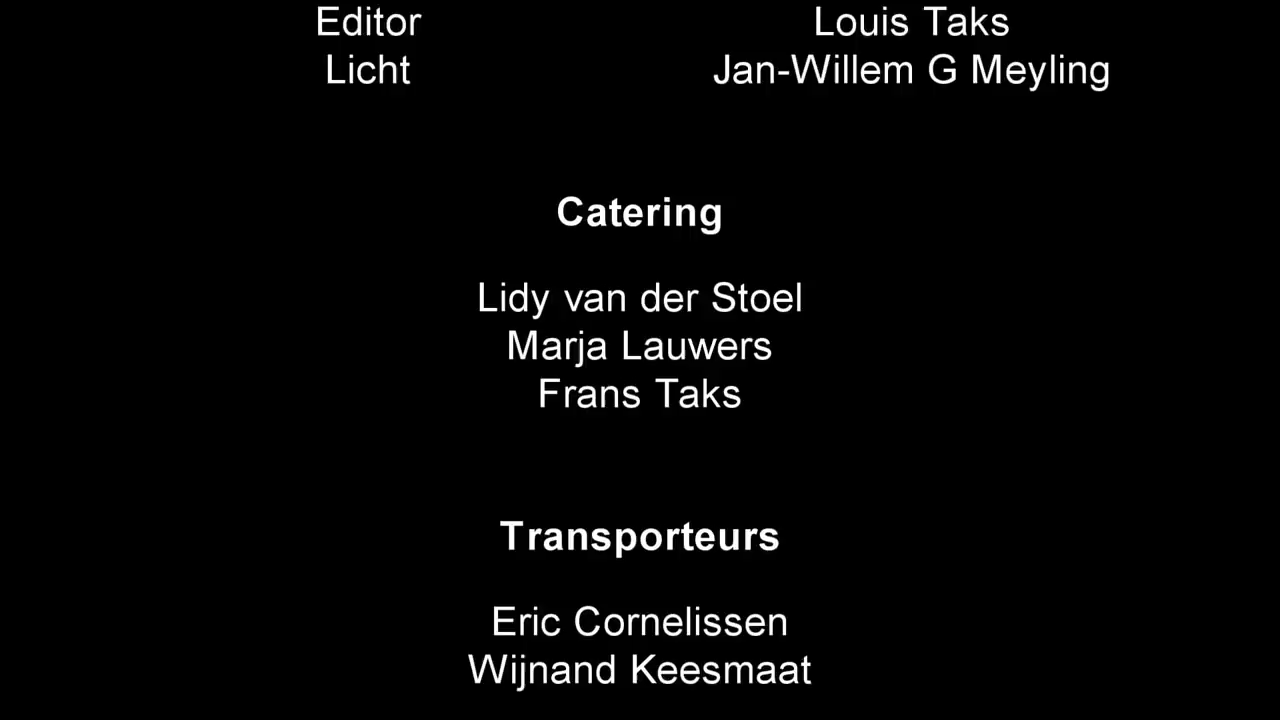 Editor Louis Taks
Licht Jan-Willem G Meyling
Catering
Lidy van der Stoel
Marja Lauwers
Frans Taks
Transporteurs
Eric Cornelissen
Wijnand Keesmaat